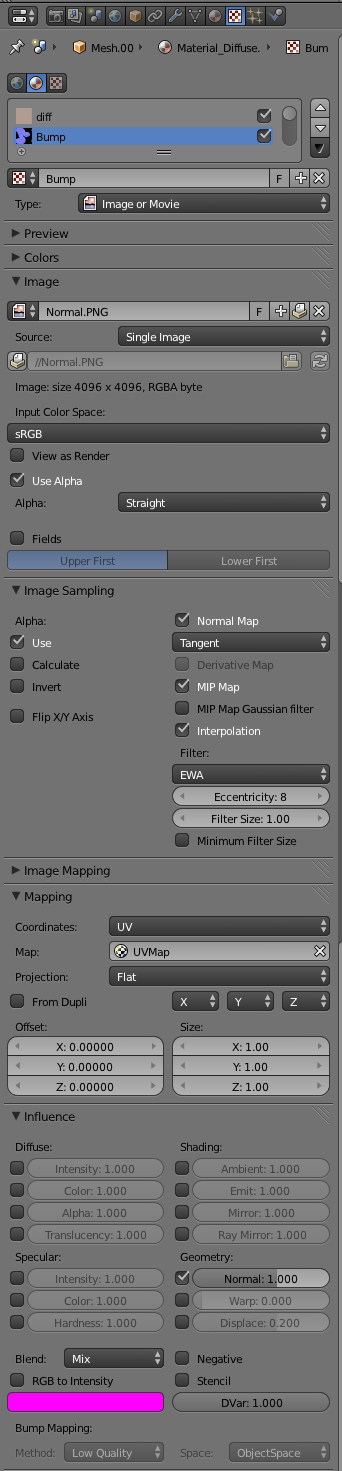 Mesh.00 Material_Diffuse. Bum
diff
Bump
Bump F
Type: Image or Movie
Preview
Colors
Image
Normal.PNG F
Source: Single Image
//Normal.PNG
Image: size 4096 x 4096, RGBA byte
Input Color Space:
sRGB
View as Render
Use Alpha
Alpha: Straight
Fields
Upper First Lower First
Image Sampling
Alpha: Normal Map
Use Tangent
Calculate Derivative Map
Invert MIP Map
MIP Map Gaussian filter
Flip X/Y Axis
Interpolation
Filter:
EWA
Eccentricity: 8
Filter Size: 1.00
Minimum Filter Size
Image Mapping
Mapping
Coordinates: UV
Map: UVMap
Projection: Flat
From Dupli X Y Z
Offset: Size:
X: 0.00000 X: 1.00
Y: 0.00000 Y: 1.00
Z: 0.00000 Z: 1.00
Influence
Diffuse: Shading:
Intensity: 1.000 Ambient: 1.000
Color: 1.000 Emit: 1.000
Alpha: 1.000 Mirror: 1.000
Translucency: 1.000 Ray Mirror: 1.000
Specular: Geometry:
Intensity: 1.000 Normal: 1.000
Color: 1.000 Warp: 0.000
Hardness: 1.000 Displace: 0.200
Blend: Mix Negative
RGB to Intensity Stencil
DVar: 1.000
Bump Mapping:
Method: Low Quality Space: ObjectSpace